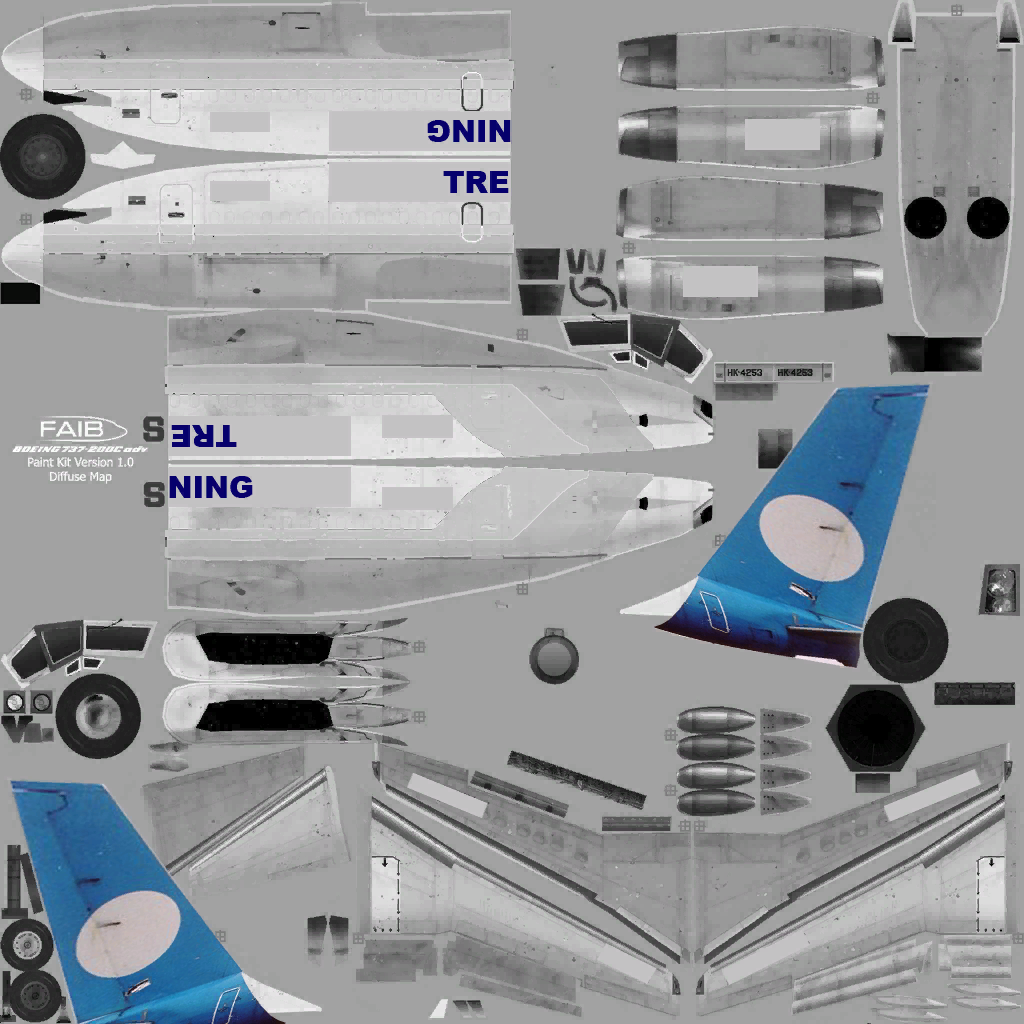 NING
TRE
HK-4253 HK-4253
FAIB
BOEING 737-200C adv
Paint Kit Version 1.0
Diffuse Map
S TRE
S NING